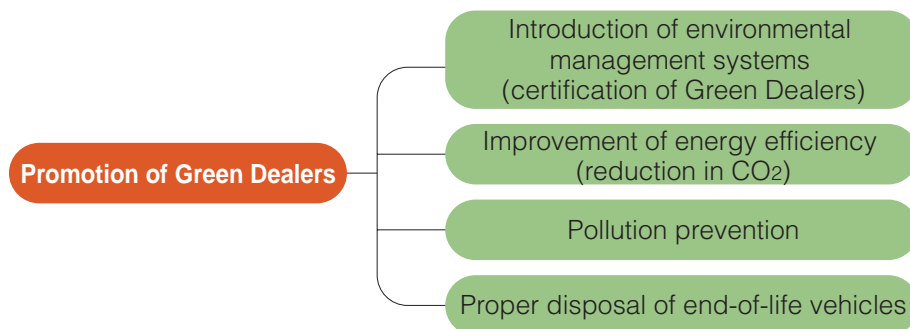 Introduction of environmental
management systems
(certification of Green Dealers)
Improvement of energy efficiency
(reduction in CO2)
Promotion of Green Dealers
Pollution prevention
Proper disposal of end-of-life vehicles